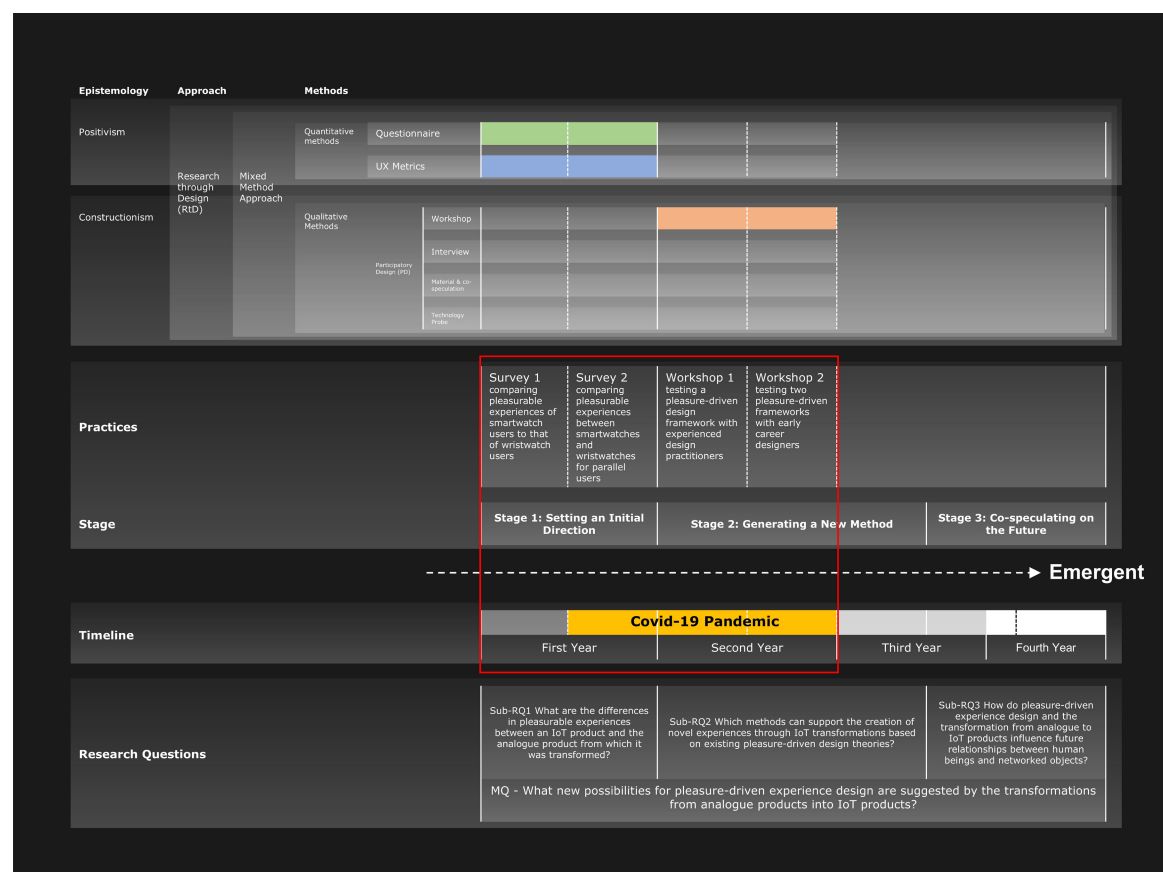 Epistemology Approach Methods
Positivism
Quantitative
methods
Questionnaire
UX Metrics
Research
through
Design
(RtD)
Mixed
Method
Approach
Constructionism
Qualitative
Methods
Participatory
Design (PD)
Workshop
Interview
Material & co-
speculation
Technology
Probe
Practices
Survey 1
comparing
pleasurable
experiences of
smartwatch
users to that
of wristwatch
users
Survey 2
comparing
pleasurable
experiences
between
smartwatches
and
wristwatches
for parallel
users
Workshop 1
testing a
pleasure-driven
design
framework with
experienced
design
practitioners
Workshop 2
testing two
pleasure-driven
frameworks
with early
career
designers
Stage
Stage 1: Setting an Initial
Direction
Stage 2: Generating a New Method
Stage 3: Co-speculating on
the Future
Emergent
Timeline
Covid-19 Pandemic
First Year
Second Year
Third Year
Fourth Year
Research Questions
Sub-RQ1 What are the differences
in pleasurable experiences
between an IoT product and the
analogue product from which it
was transformed?
Sub-RQ2 Which methods can support the creation of
novel experiences through IoT transformations based
on existing pleasure-driven design theories?
Sub-RQ3 How do pleasure-driven
experience design and the
transformation from analogue to
IoT products influence future
relationships between human
beings and networked objects?
MQ - What new possibilities for pleasure-driven experience design are suggested by the transformations
from analogue products into IoT products?